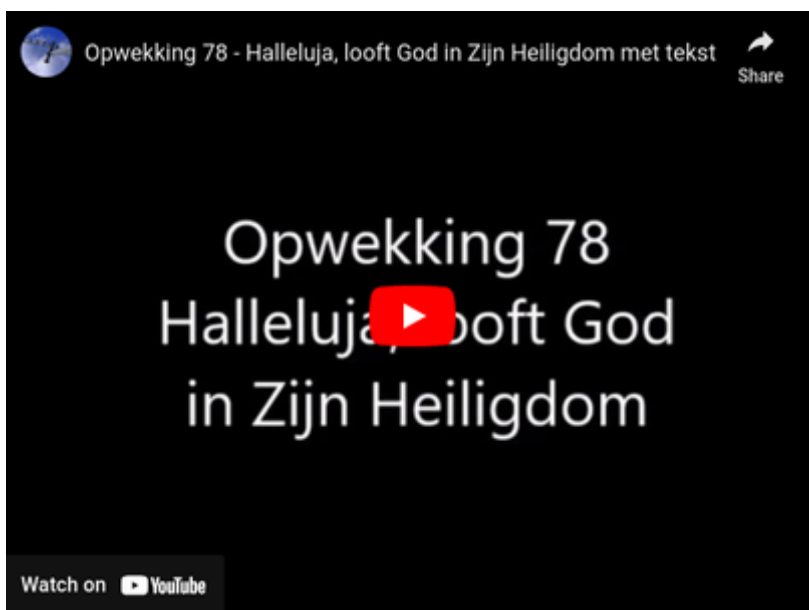 Opwekking 78 - Halleluja, looft God in Zijn Heiligdom met tekst
Share
Opwekking 78
Halleluja, looft God
in Zijn Heiligdom
Watch on YouTube